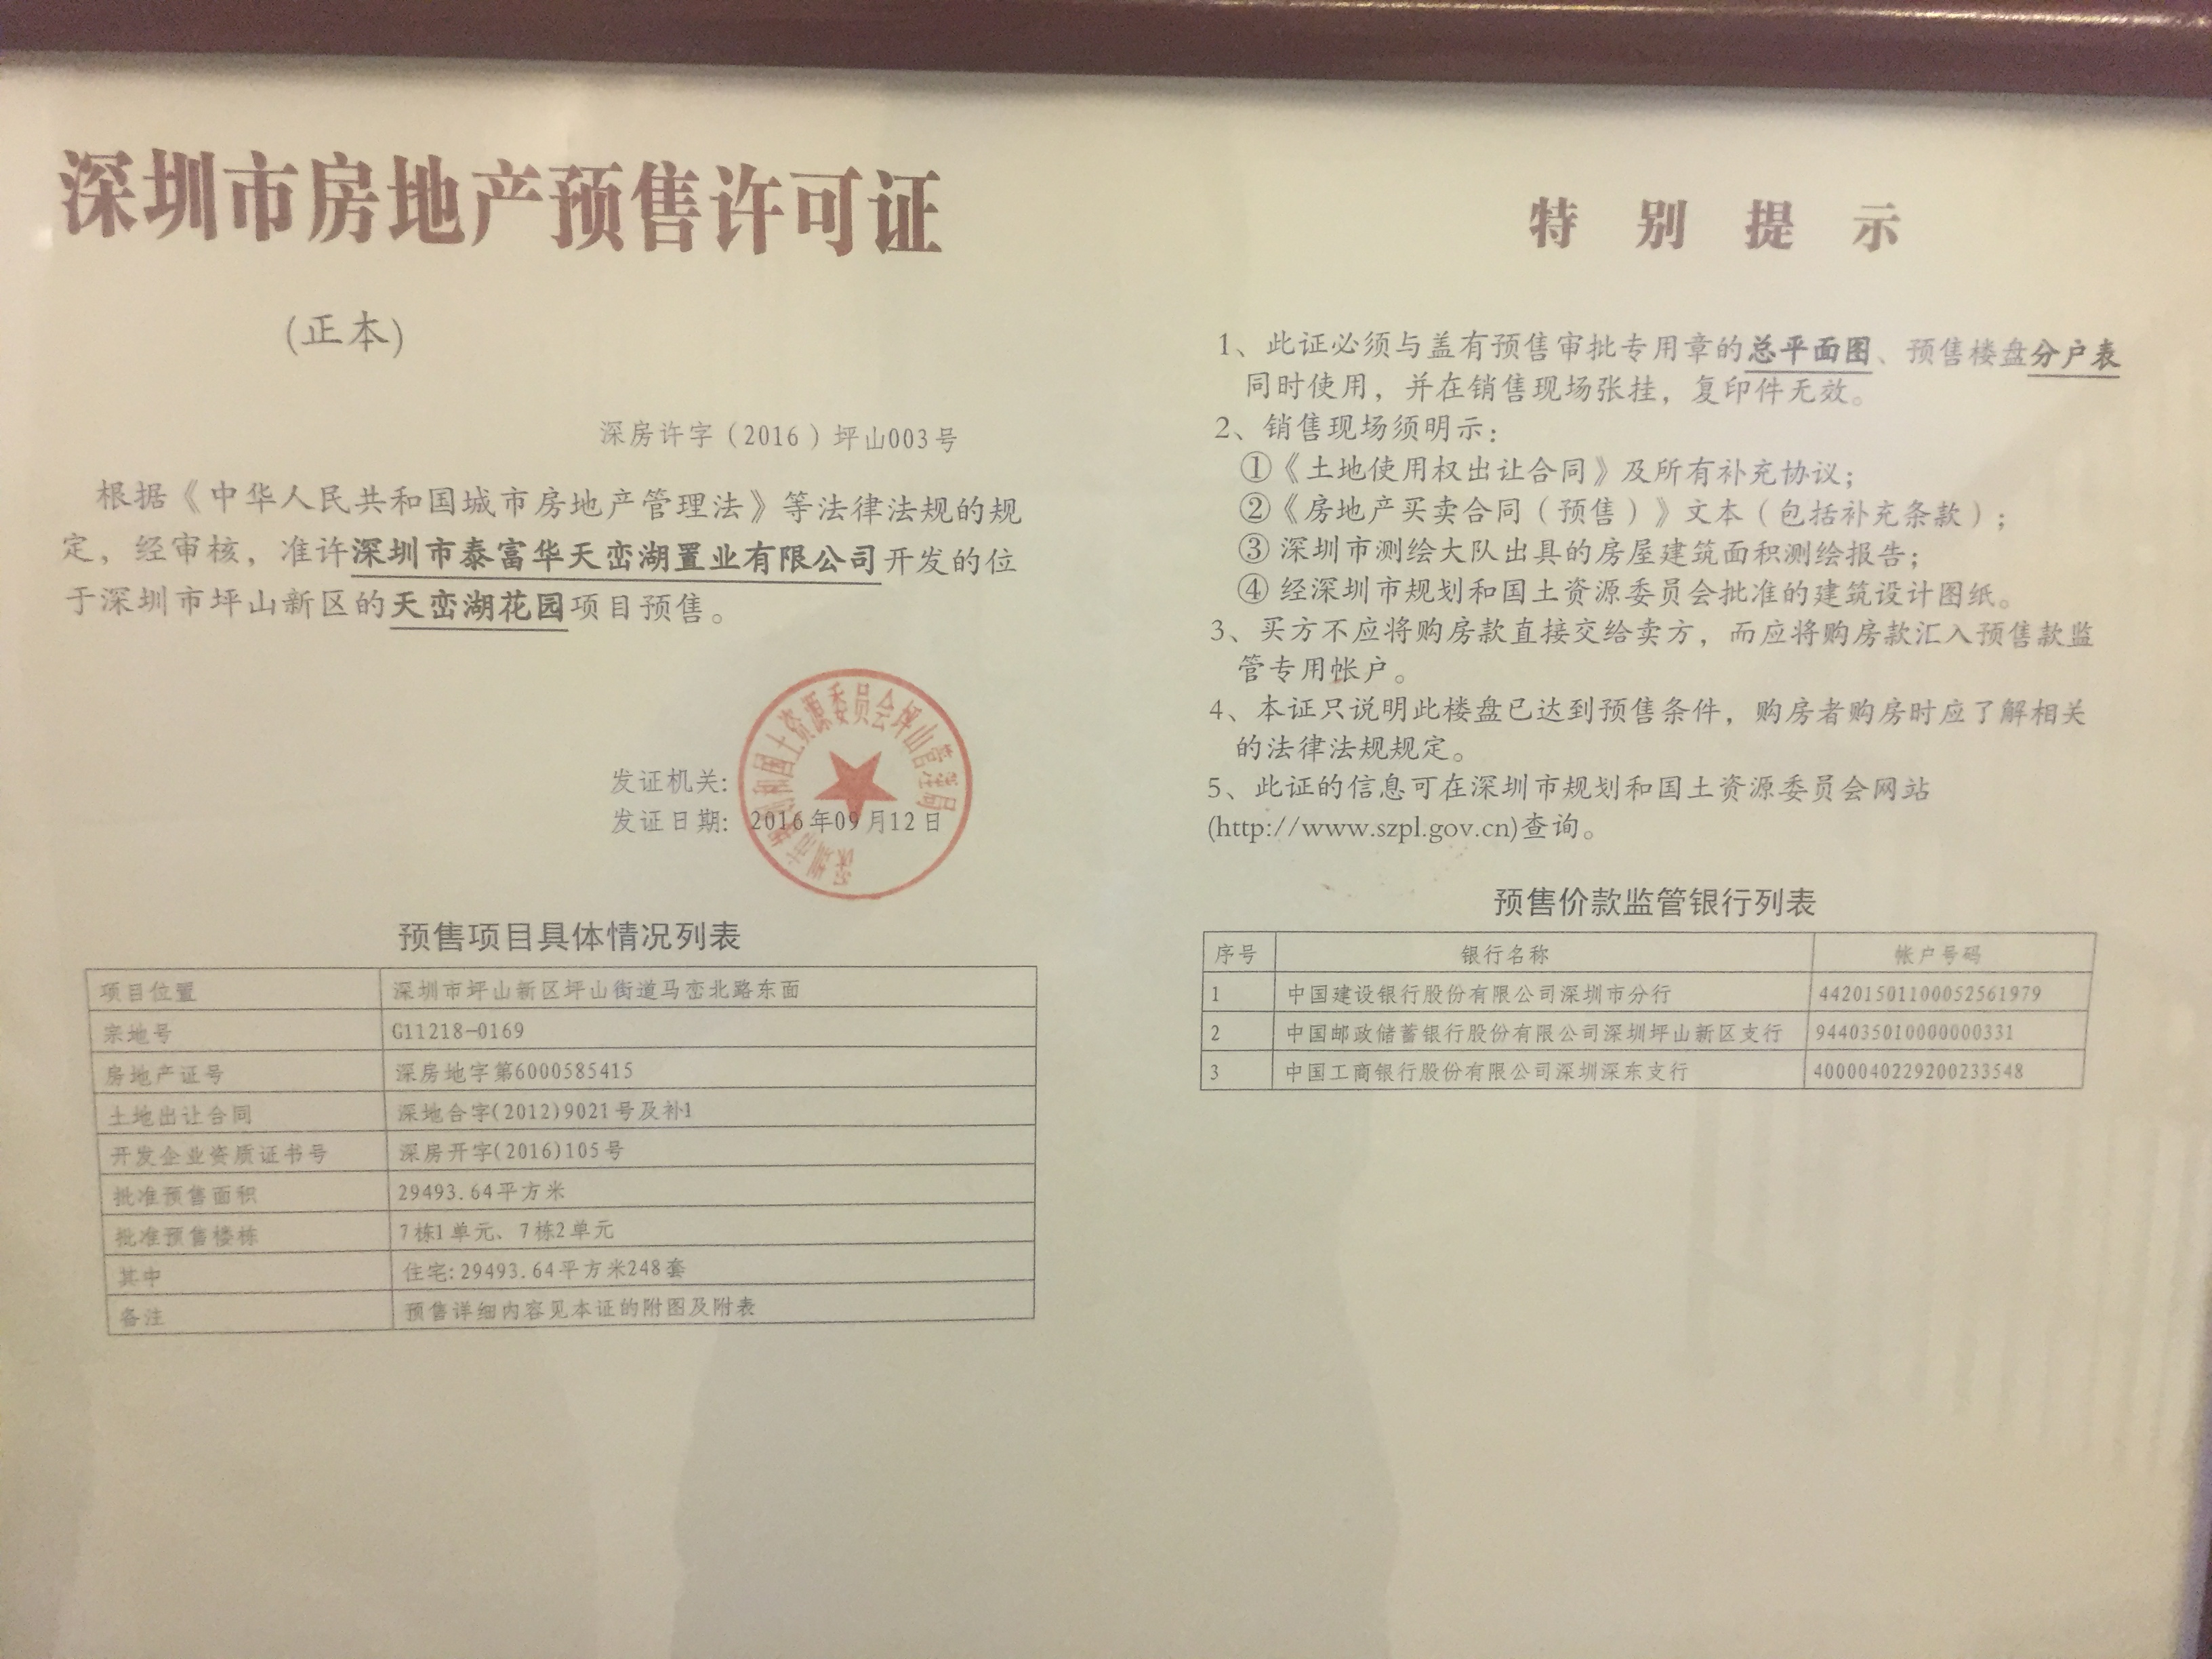 深圳市房地产预售许可证
(正本)
深房许字（2016）坪山003号
根据《中华人民共和国城市房地产管理法》等法律法规的规
定，经审核，准许深圳市泰富华天峦湖置业有限公司开发的位
于深圳市坪山新区的天峦湖花园项目预售。
深圳市规划和国土资源委员会坪山管理局
发证机关:
发证日期: 2016年09月12日
预售项目具体情况列表
项目位置 深圳市坪山新区坪山街道马峦北路东面
宗地号 G11218-0169
房地产证号 深房地字第6000585415
土地出让合同 深地合字(2012)9021号及补1
开发企业资质证书号 深房开字(2016)105号
批准预售面积 29493.64平方米
批准预售楼栋 7栋1单元、7栋2单元
其中 住宅:29493.64平方米248套
备注 预售详细内容见本证的附图及附表
特别提示
1、此证必须与盖有预售审批专用章的总平面图、预售楼盘分户表
同时使用，并在销售现场张挂，复印件无效。
2、销售现场须明示：
①《土地使用权出让合同》及所有补充协议；
②《房地产买卖合同（预售）》文本（包括补充条款）；
③ 深圳市测绘大队出具的房屋建筑面积测绘报告；
④ 经深圳市规划和国土资源委员会批准的建筑设计图纸。
3、买方不应将购房款直接交给卖方，而应将购房款汇入预售款监
管专用帐户。
4、本证只说明此楼盘已达到预售条件，购房者购房时应了解相关
的法律法规规定。
5、此证的信息可在深圳市规划和国土资源委员会网站
(http://www.szpl.gov.cn)查询。
预售价款监管银行列表
序号 银行名称 帐户号码
1 中国建设银行股份有限公司深圳市分行 44201501100052561979
2 中国邮政储蓄银行股份有限公司深圳坪山新区支行 944035010000000331
3 中国工商银行股份有限公司深圳深东支行 4000040229200233548